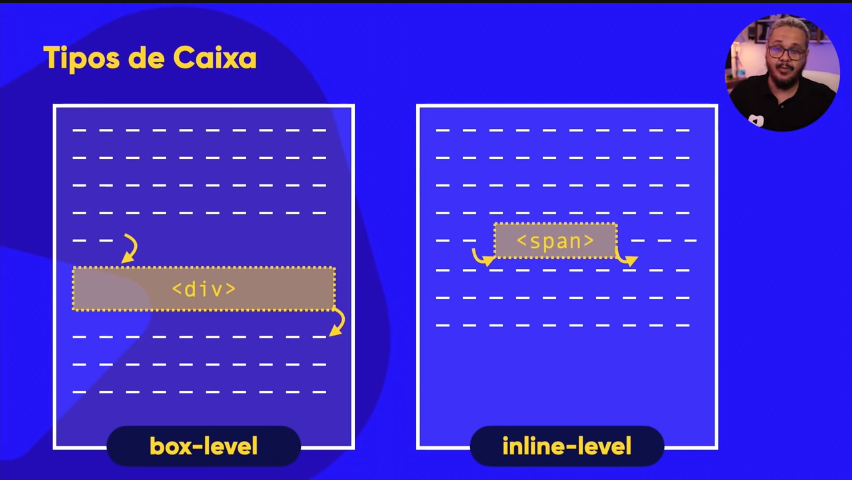 Tipos de Caixa
<div>
<span>
box-level
inline-level